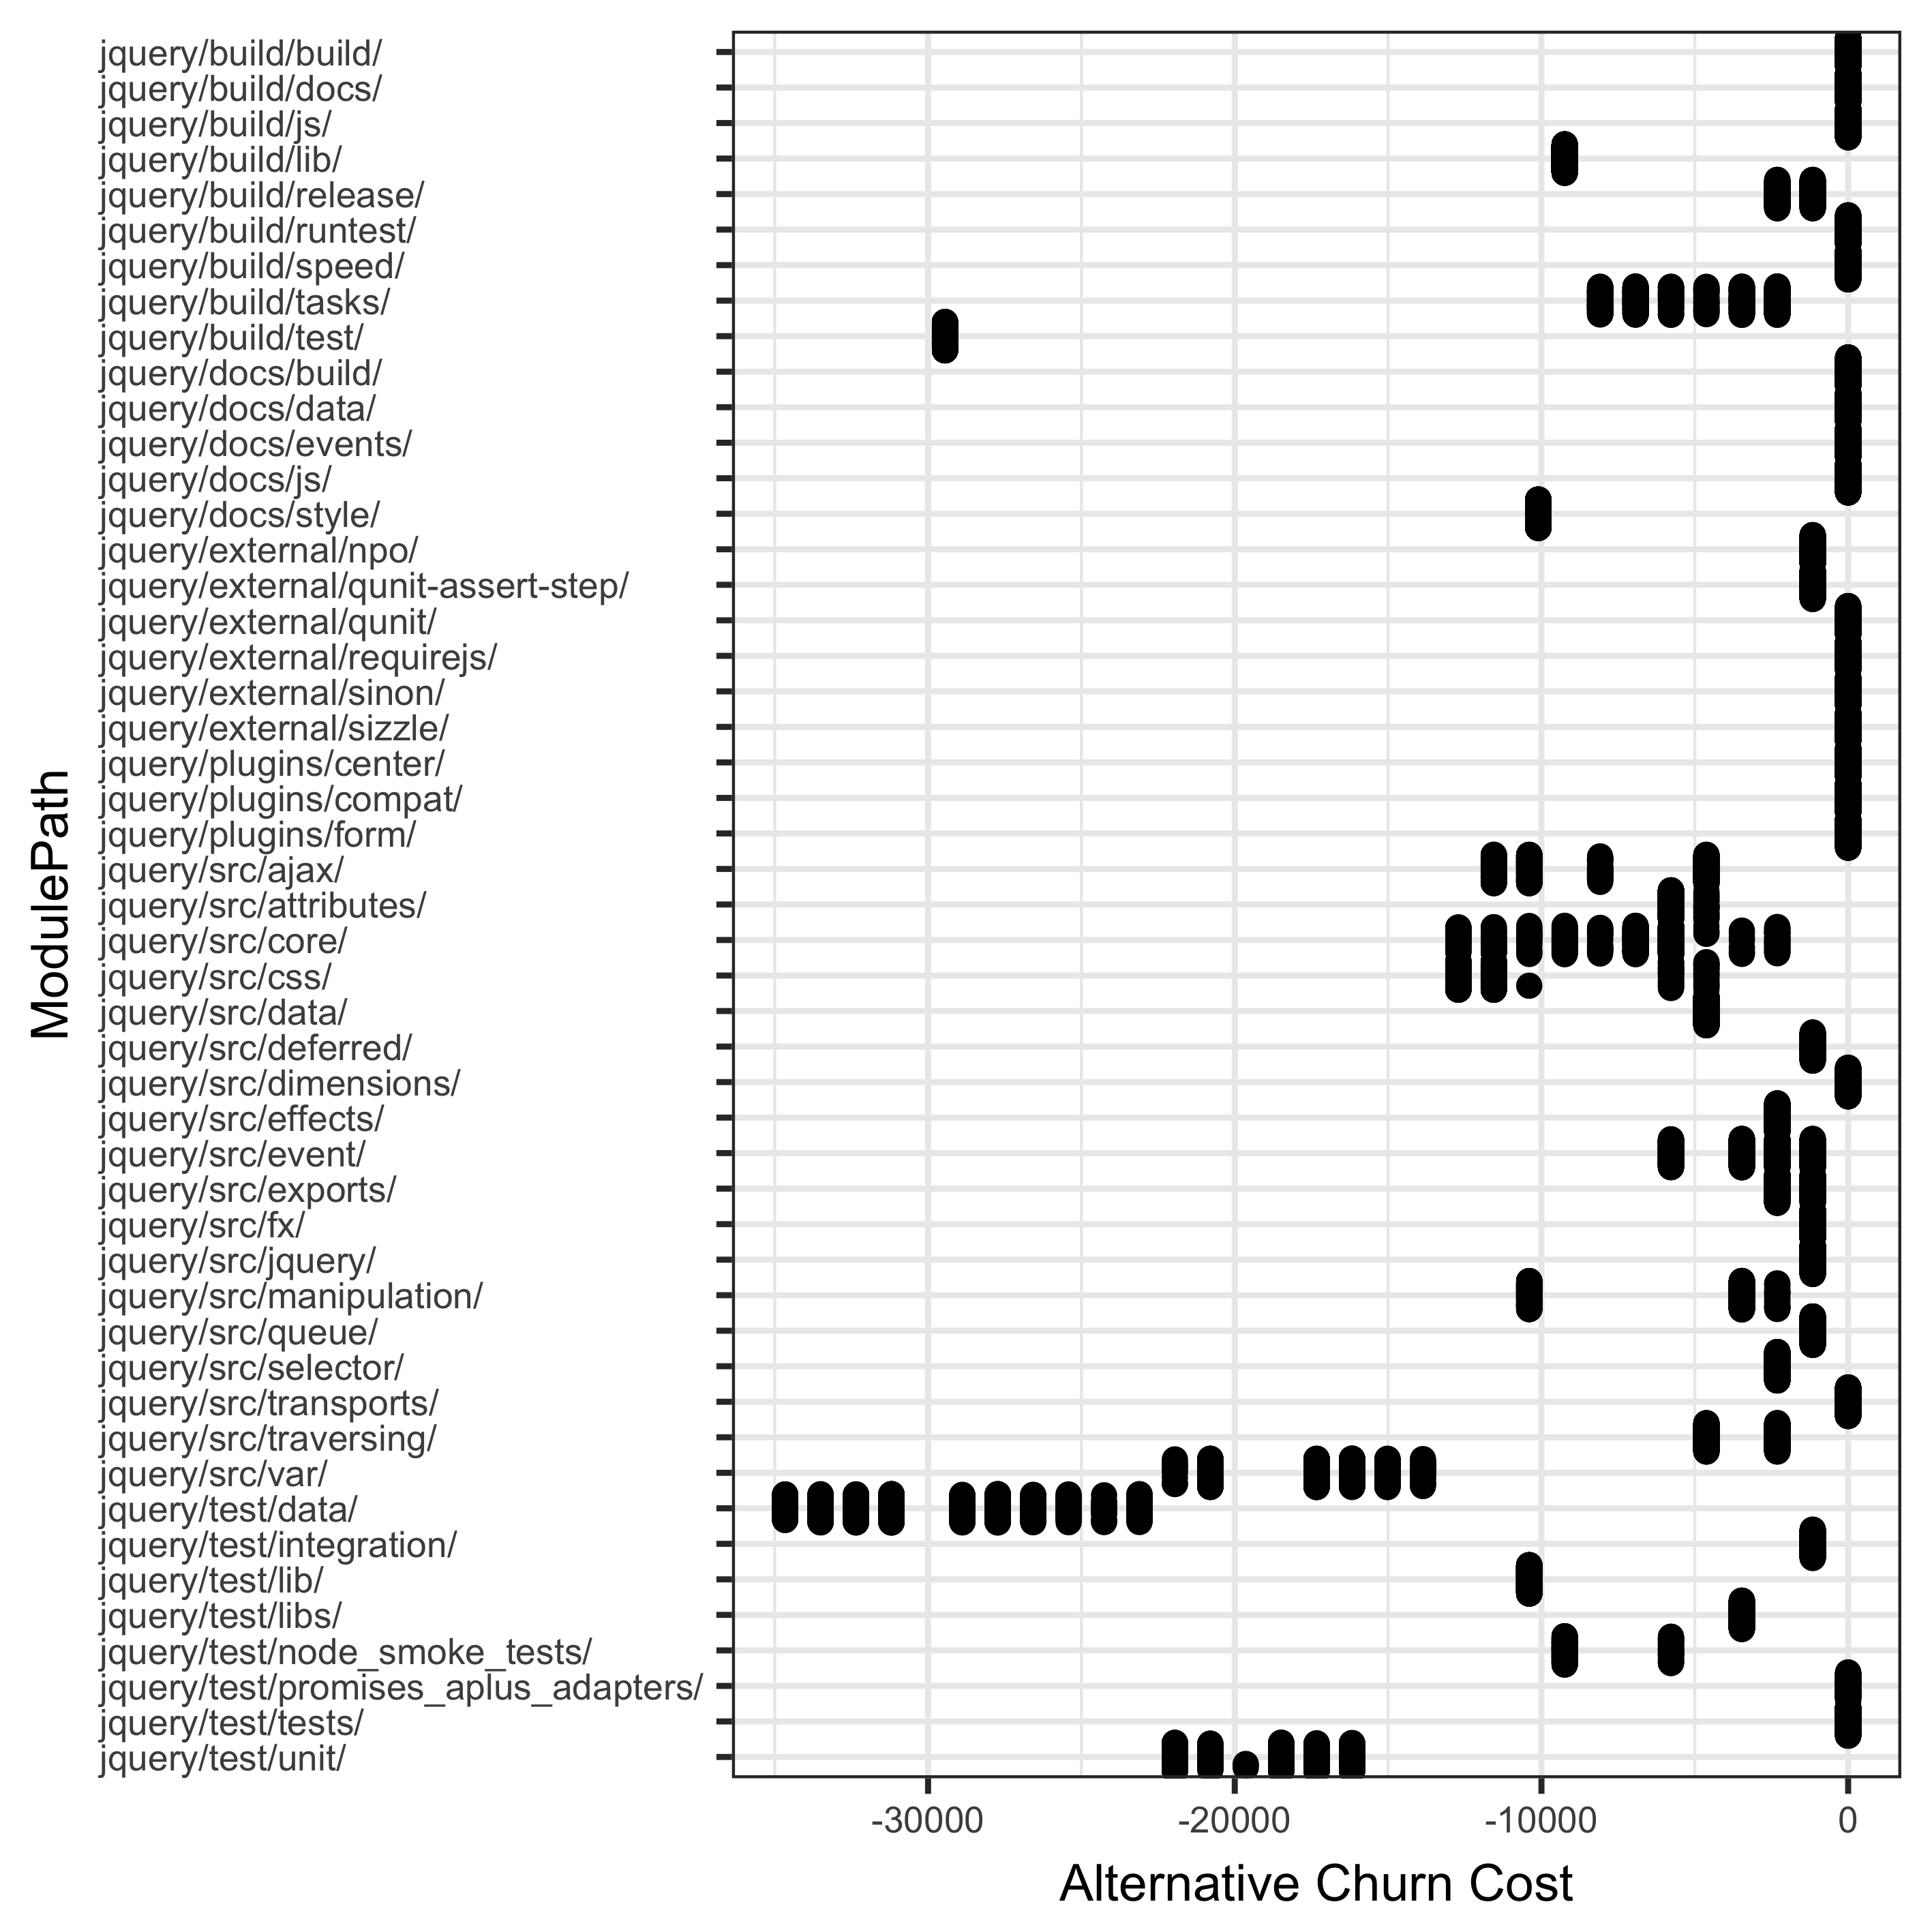 jquery/build/build/
jquery/build/docs/
jquery/build/js/
jquery/build/lib/
jquery/build/release/
jquery/build/runtest/
jquery/build/speed/
jquery/build/tasks/
jquery/build/test/
jquery/docs/build/
jquery/docs/data/
jquery/docs/events/
jquery/docs/js/
jquery/docs/style/
jquery/external/npo/
jquery/external/qunit-assert-step/
jquery/external/qunit/
jquery/external/requirejs/
jquery/external/sinon/
jquery/external/sizzle/
jquery/plugins/center/
jquery/plugins/compat/
jquery/plugins/form/
jquery/src/ajax/
jquery/src/attributes/
jquery/src/core/
jquery/src/css/
jquery/src/data/
jquery/src/deferred/
jquery/src/dimensions/
jquery/src/effects/
jquery/src/event/
jquery/src/exports/
jquery/src/fx/
jquery/src/jquery/
jquery/src/manipulation/
jquery/src/queue/
jquery/src/selector/
jquery/src/transports/
jquery/src/traversing/
jquery/src/var/
jquery/test/data/
jquery/test/integration/
jquery/test/lib/
jquery/test/libs/
jquery/test/node_smoke_tests/
jquery/test/promises_aplus_adapters/
jquery/test/tests/
jquery/test/unit/
ModulePath
-30000 -20000 -10000 0
Alternative Churn Cost